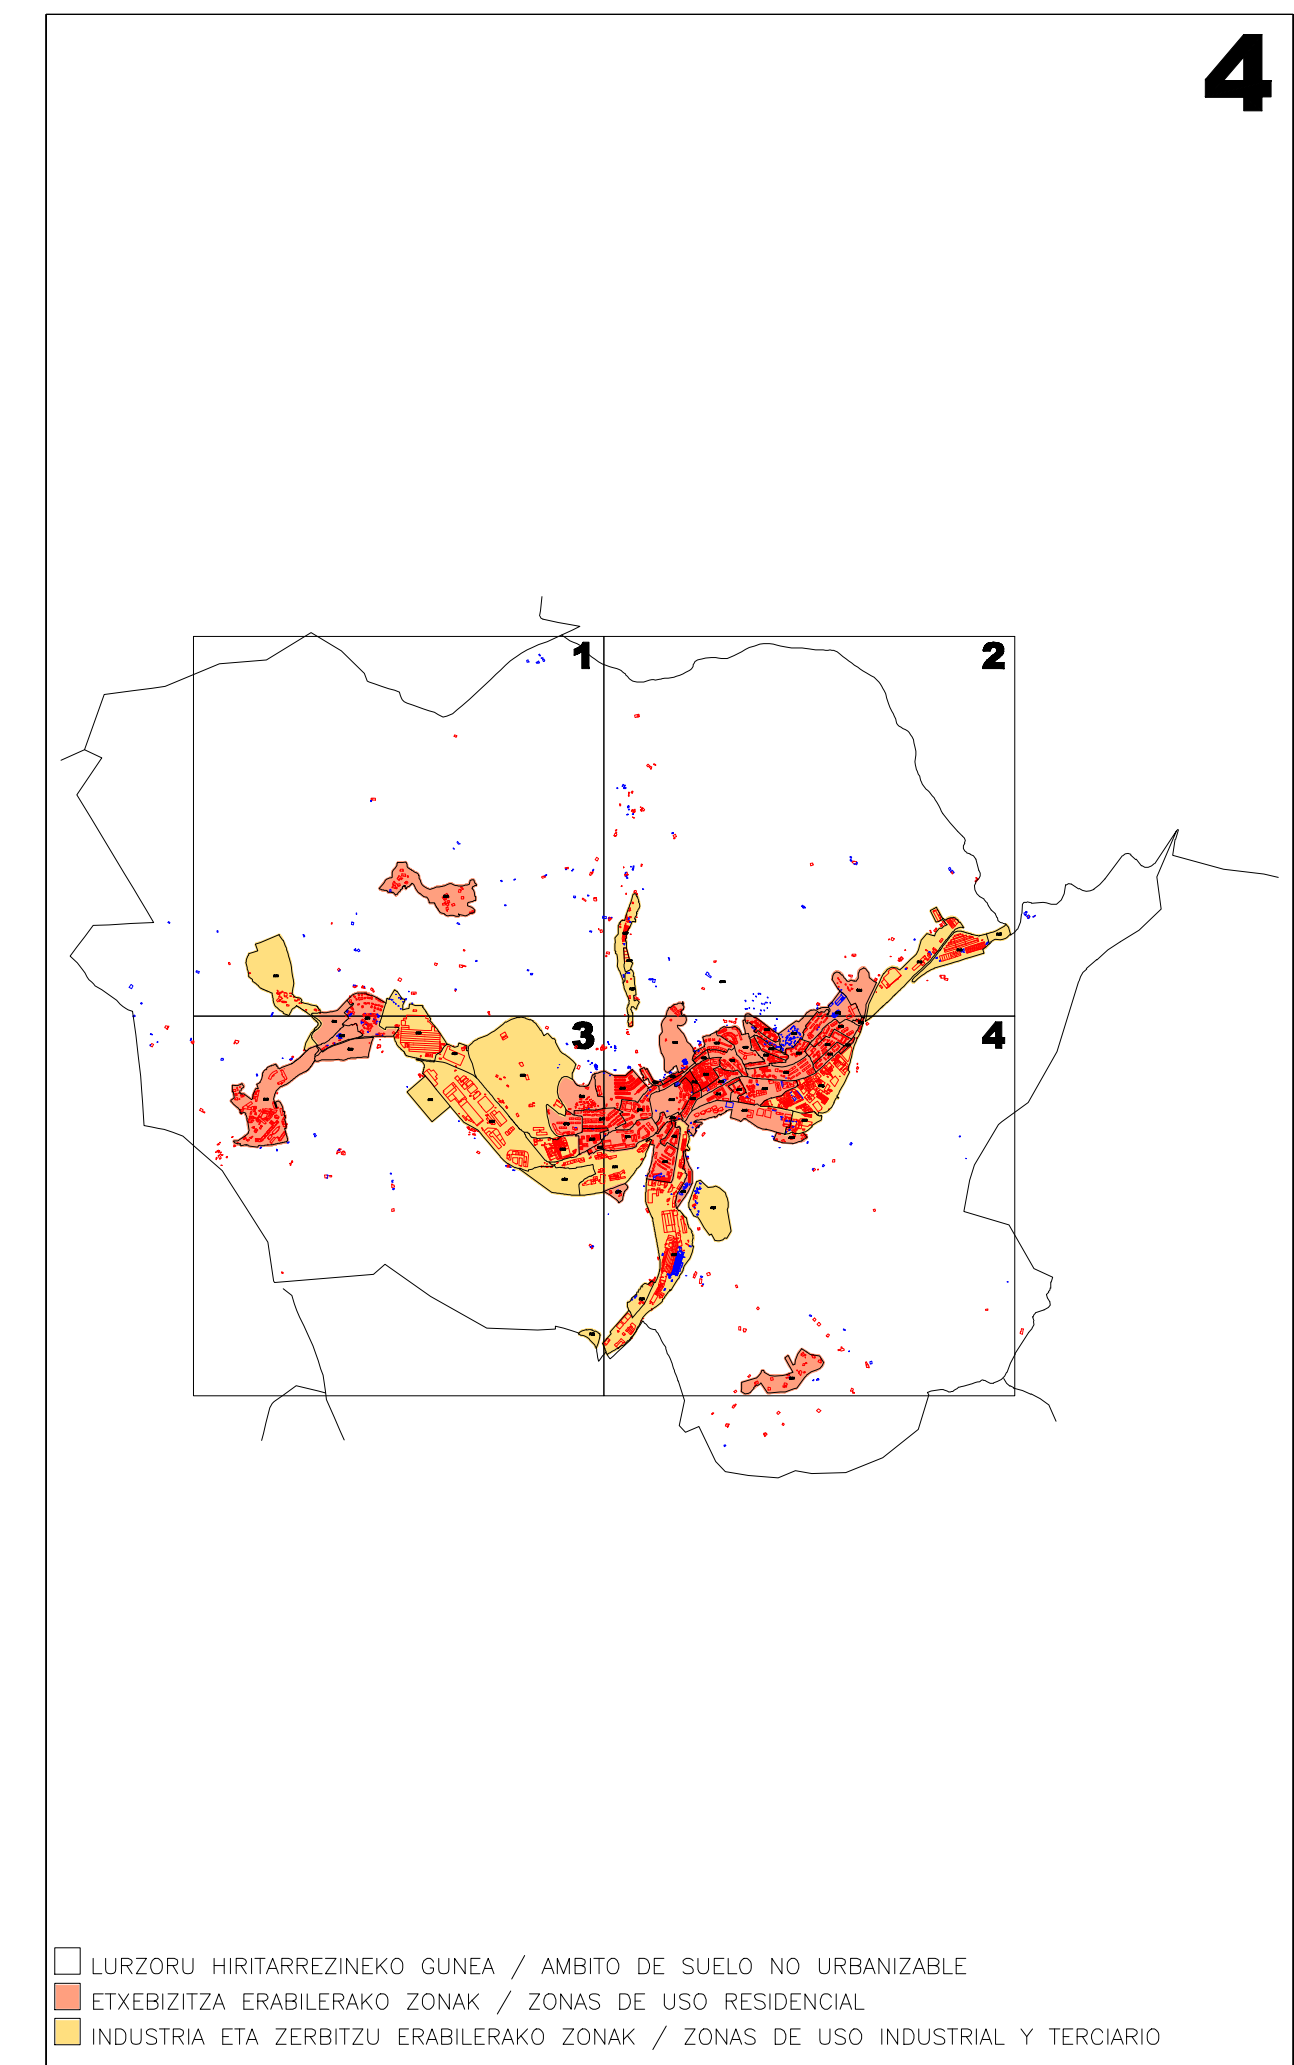 4
1
2
3
4
LURZORU HIRITARREZINEKO GUNEA / AMBITO DE SUELO NO URBANIZABLE
ETXEBIZITZA ERABILERAKO ZONAK / ZONAS DE USO RESIDENCIAL
INDUSTRIA ETA ZERBITZU ERABILERAKO ZONAK / ZONAS DE USO INDUSTRIAL Y TERCIARIO